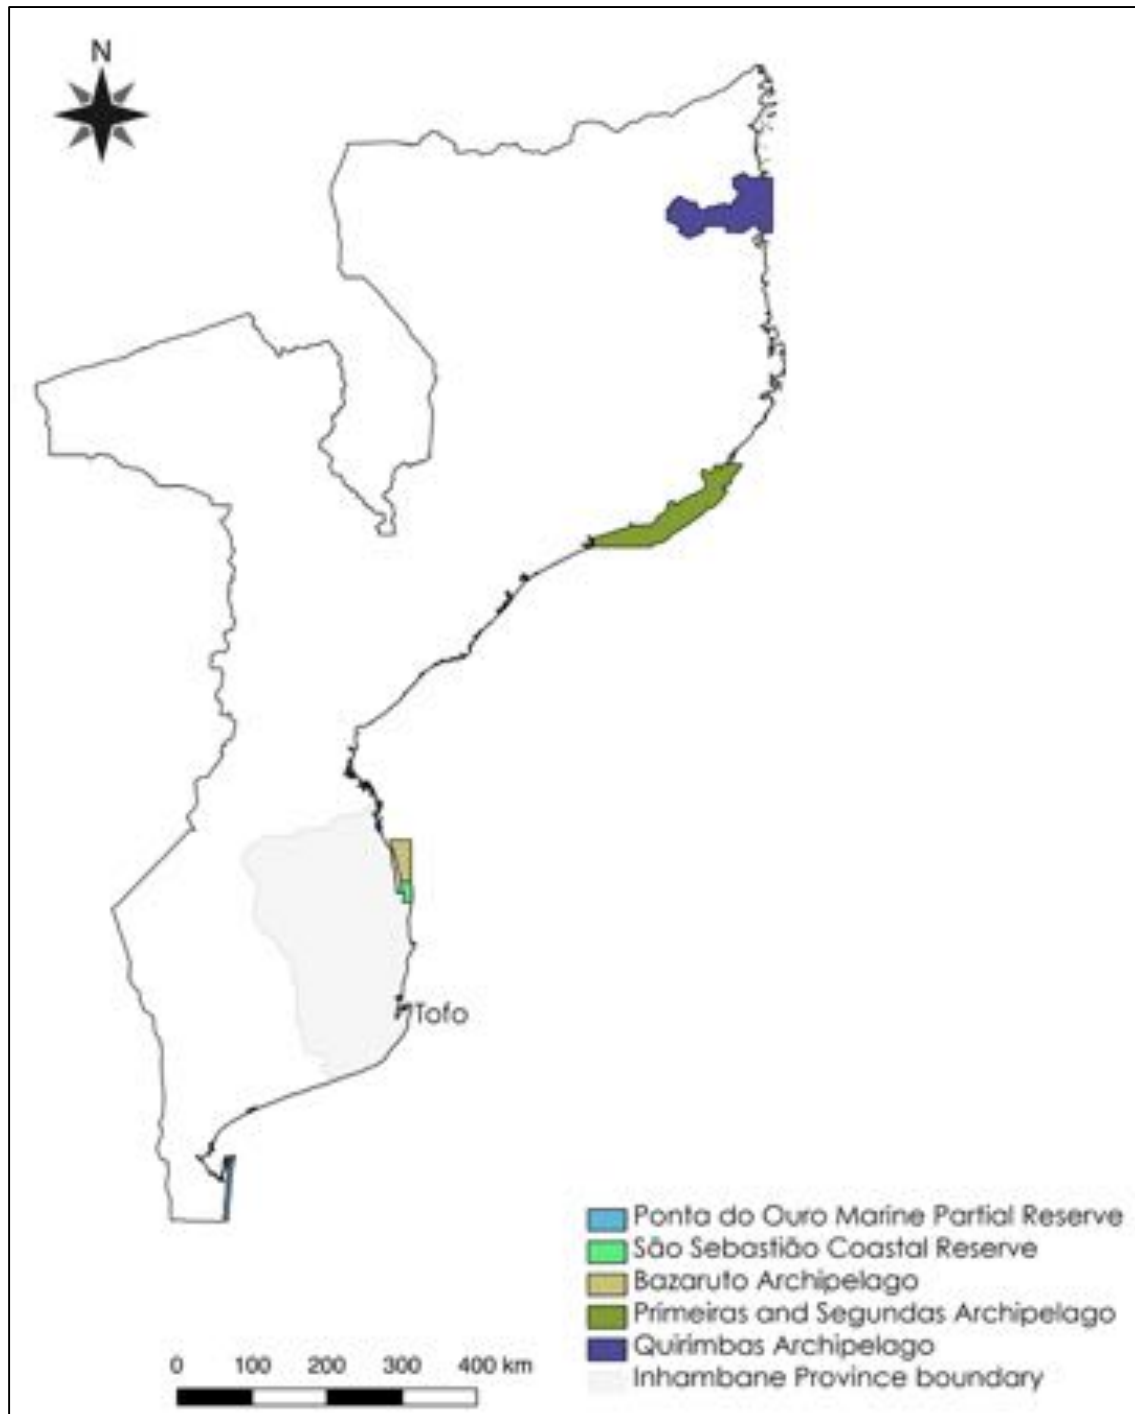 N
Tofo
Ponta do Ouro Marine Partial Reserve
São Sebastião Coastal Reserve
Bazaruto Archipelago
Primeiras and Segundas Archipelago
Quirimbas Archipelago
Inhambane Province boundary
0 100 200 300 400 km